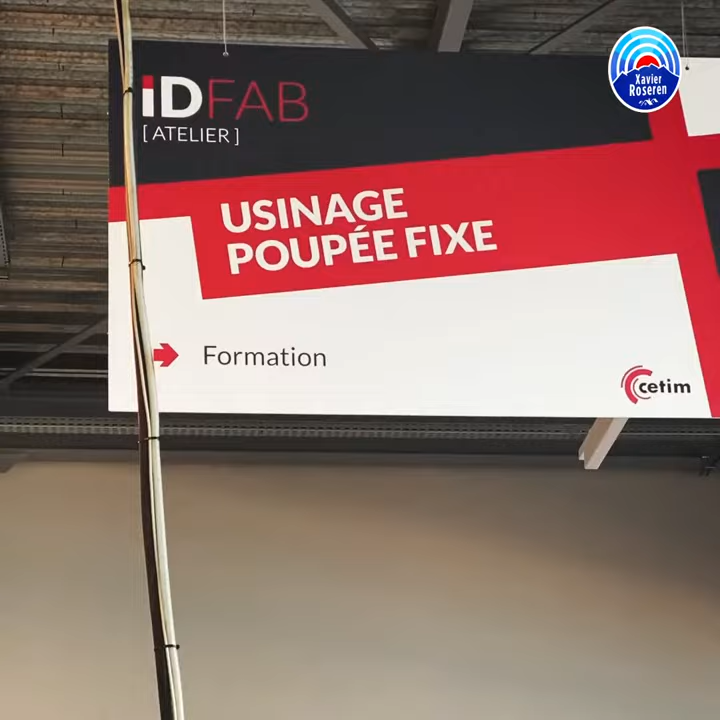 iDFAB
[ATELIER]
Xavier
Roseren
USINAGE
POUPÉE FIXE
Formation
cetim